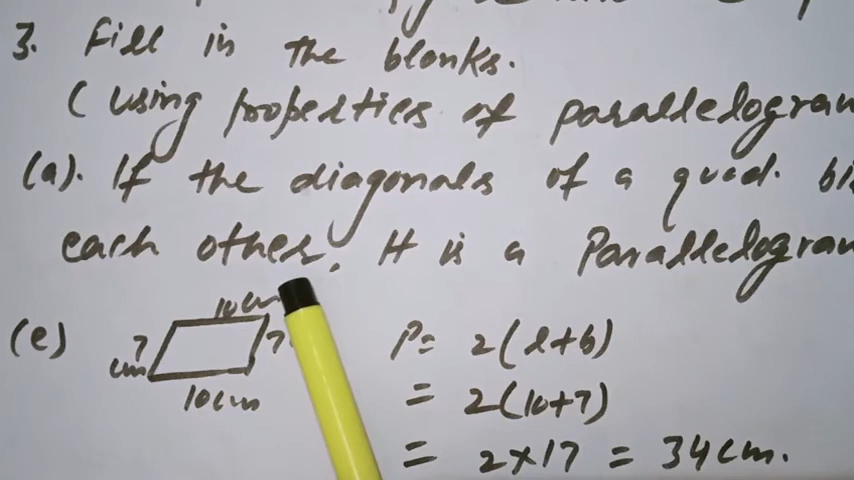 3. Fill in the blanks.
(Using properties of parallelogram
(a). If the diagonals of a quad. bi
each other, It is a Parallelogram
10cm
(e) 7 7 P= 2(l+b)
cm
10cm = 2(10+7)
= 2×17 = 34cm.